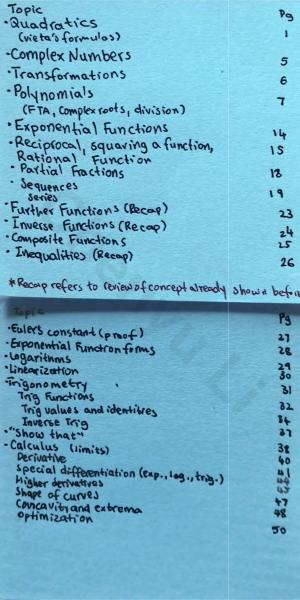 Topic Pg
•Quadratics 1
(vieta's formulas)
•Complex Numbers 5
•Transformations 6
•Polynomials 7
(FTA, Complex roots, division)
•Exponential Functions 14
•Reciprocal, squaring a function, 15
Rational Function
•Partial Fractions 18
•Sequences 19
Series
•Further Functions (Recap) 23
•Inverse Functions (Recap) 24
•Composite Functions 25
•Inequalities (Recap) 26
*Recap refers to review of concept already shown before
Topic Pg
•Eulers constant (proof) 27
•Exponential Function forms 28
•Logarithms 29
•Linearization 30
•Trigonometry 31
Trig Functions
Trig values and identities 32
Inverse Trig 34
•"Show that" 37
•Calculus (limits) 38
Derivative 40
Special differentiation (exp., log., trig.) 41
Higher derivatives 44
Shape of curves 45
Concavity and extrema 47
Optimization 48
50